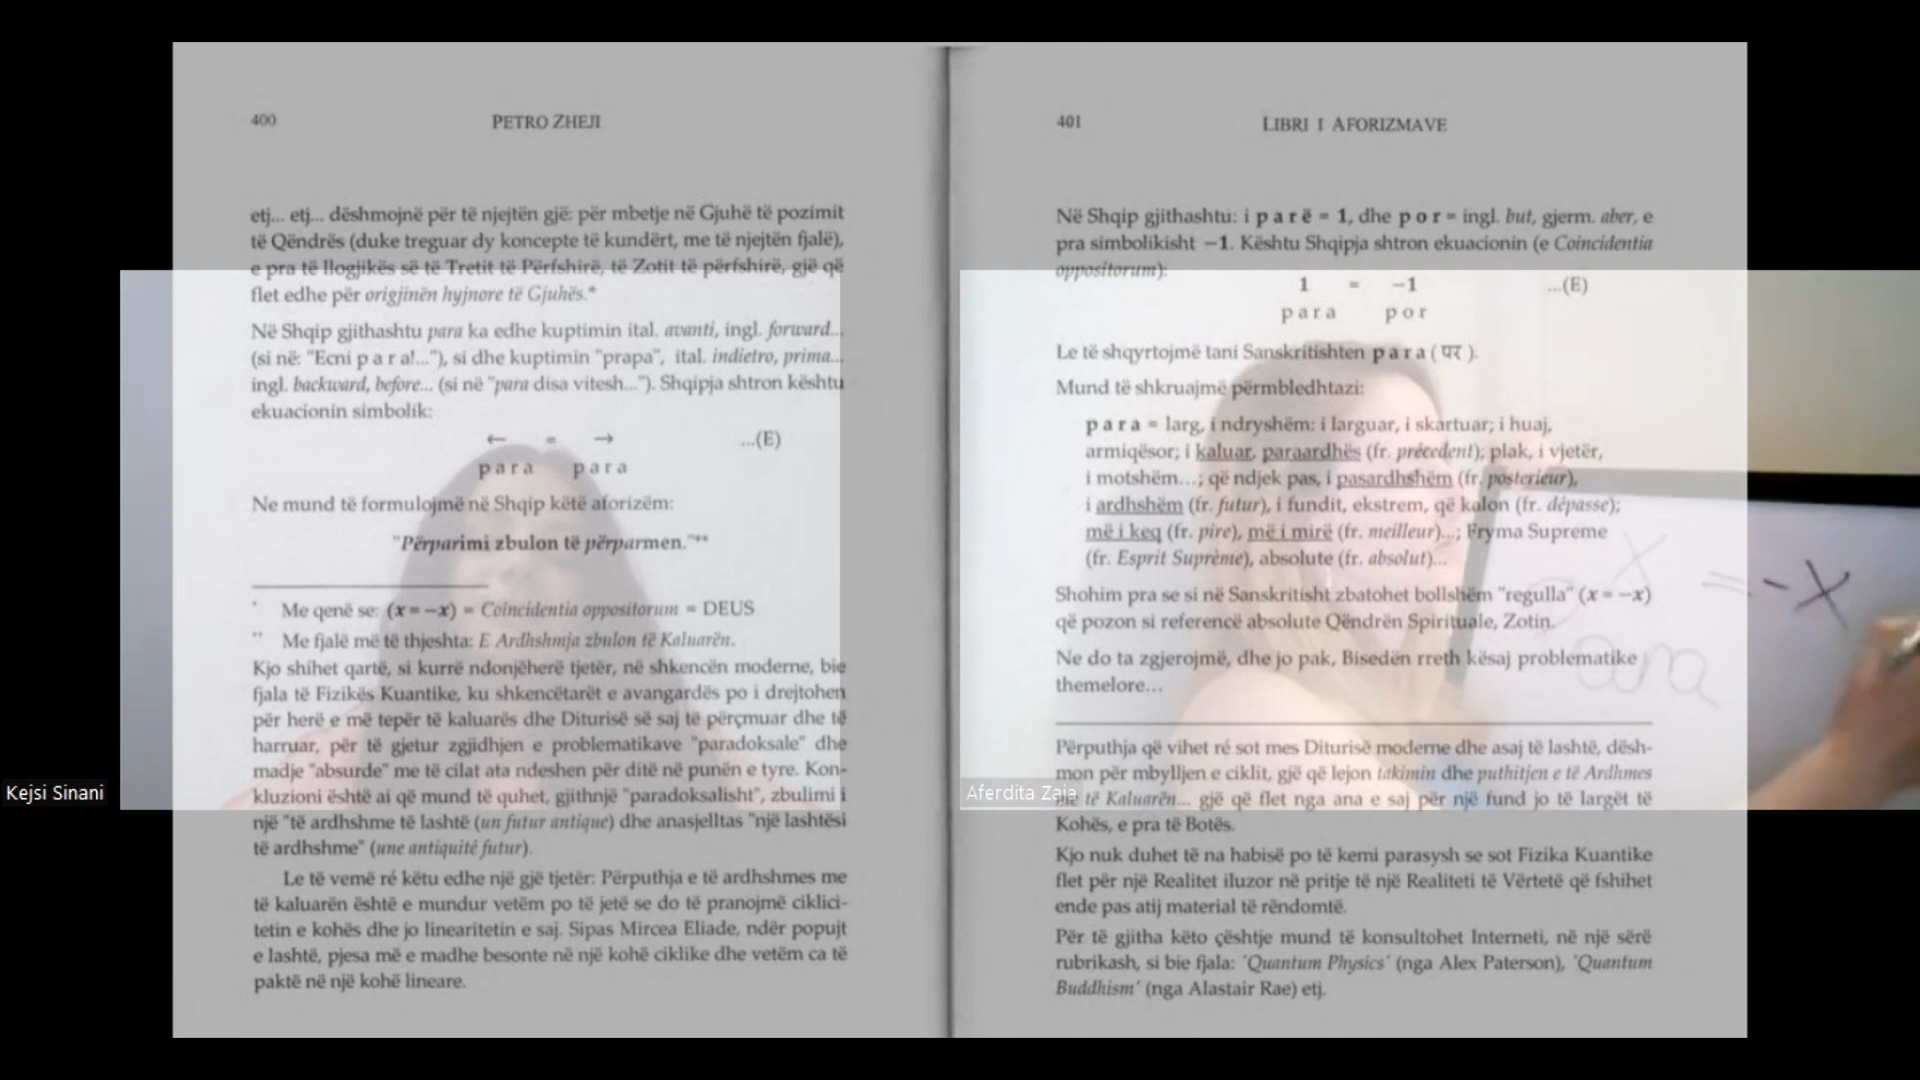 400
PETRO ZHEJI
etj... etj... dëshmojnë për të njejtën gjë: për mbetje në Gjuhë të pozimit
të Qëndrës (duke treguar dy koncepte të kundërt, me të njejtën fjalë),
e pra të llogjikës së të Tretit të Përfshirë, të Zotit të përfshirë, gjë që
flet edhe për origjinën hyjnore të Gjuhës.*
Në Shqip gjithashtu para ka edhe kuptimin ital. avanti, ingl. forward...
(si në: "Ecni p a r a!..."), si dhe kuptimin "prapa", ital. indietro, prima...
ingl. backward, before... (si në "para disa vitesh..."). Shqipja shtron kështu
ekuacionin simbolik:
← = → ...(E)
p a r a p a r a
Ne mund të formulojmë në Shqip këtë aforizëm:
"Përparimi zbulon të përparmen."**
* Me qenë se: (x = −x) = Coincidentia oppositorum = DEUS
** Me fjalë më të thjeshta: E Ardhshmja zbulon të Kaluarën.
Kjo shihet qartë, si kurrë ndonjëherë tjetër, në shkencën moderne, bie
fjala të Fizikës Kuantike, ku shkencëtarët e avangardës po i drejtohen
për herë e më tepër të kaluarës dhe Diturisë së saj të përçmuar dhe të
harruar, për të gjetur zgjidhjen e problematikave "paradoksale" dhe
madje "absurde" me të cilat ata ndeshen për ditë në punën e tyre. Kon-
kluzioni është ai që mund të quhet, gjithnjë "paradoksalisht", zbulimi i
një "të ardhshme të lashtë (un futur antique) dhe anasjelltas "një lashtësi
të ardhshme" (une antiquité futur).
Le të vemë ré këtu edhe një gjë tjetër: Përputhja e të ardhshmes me
të kaluarën është e mundur vetëm po të jetë se do të pranojmë ciklici-
tetin e kohës dhe jo linearitetin e saj. Sipas Mircea Eliade, ndër popujt
e lashtë, pjesa më e madhe besonte në një kohë ciklike dhe vetëm ca të
paktë në një kohë lineare.
401
LIBRI I AFORIZMAVE
Në Shqip gjithashtu: i p a r ë = 1, dhe p o r = ingl. but, gjerm. aber, e
pra simbolikisht −1. Kështu Shqipja shtron ekuacionin (e Coincidentia
oppositorum):
1 = −1 ...(E)
p a r a p o r
Le të shqyrtojmë tani Sanskritishten p a r a ( पर ).
Mund të shkruajmë përmbledhtazi:
p a r a = larg, i ndryshëm: i larguar, i skartuar; i huaj,
armiqësor; i kaluar, paraardhës (fr. précedent); plak, i vjetër,
i motshëm...; që ndjek pas, i pasardhshëm (fr. posterieur),
i ardhshëm (fr. futur), i fundit, ekstrem, që kalon (fr. dépasse);
më i keq (fr. pire), më i mirë (fr. meilleur)...; Fryma Supreme
(fr. Esprit Suprème), absolute (fr. absolut)...
Shohim pra se si në Sanskritisht zbatohet bollshëm "regulla" (x = −x)
që pozon si referencë absolute Qëndrën Spirituale, Zotin.
Ne do ta zgjerojmë, dhe jo pak, Bisedën rreth kësaj problematike
themelore...
Përputhja që vihet ré sot mes Diturisë moderne dhe asaj të lashtë, dësh-
mon për mbylljen e ciklit, gjë që lejon takimin dhe puthitjen e të Ardhmes
me të Kaluarën... gjë që flet nga ana e saj për një fund jo të largët të
Kohës, e pra të Botës.
Kjo nuk duhet të na habisë po të kemi parasysh se sot Fizika Kuantike
flet për një Realitet iluzor në pritje të një Realiteti të Vërtetë që fshihet
ende pas atij material të rëndomtë.
Për të gjitha këto çështje mund të konsultohet Interneti, në një sërë
rubrikash, si bie fjala: 'Quantum Physics' (nga Alex Paterson), 'Quantum
Buddhism' (nga Alastair Rae) etj.
x = -x
ara
Kejsi Sinani
Aferdita Zaja